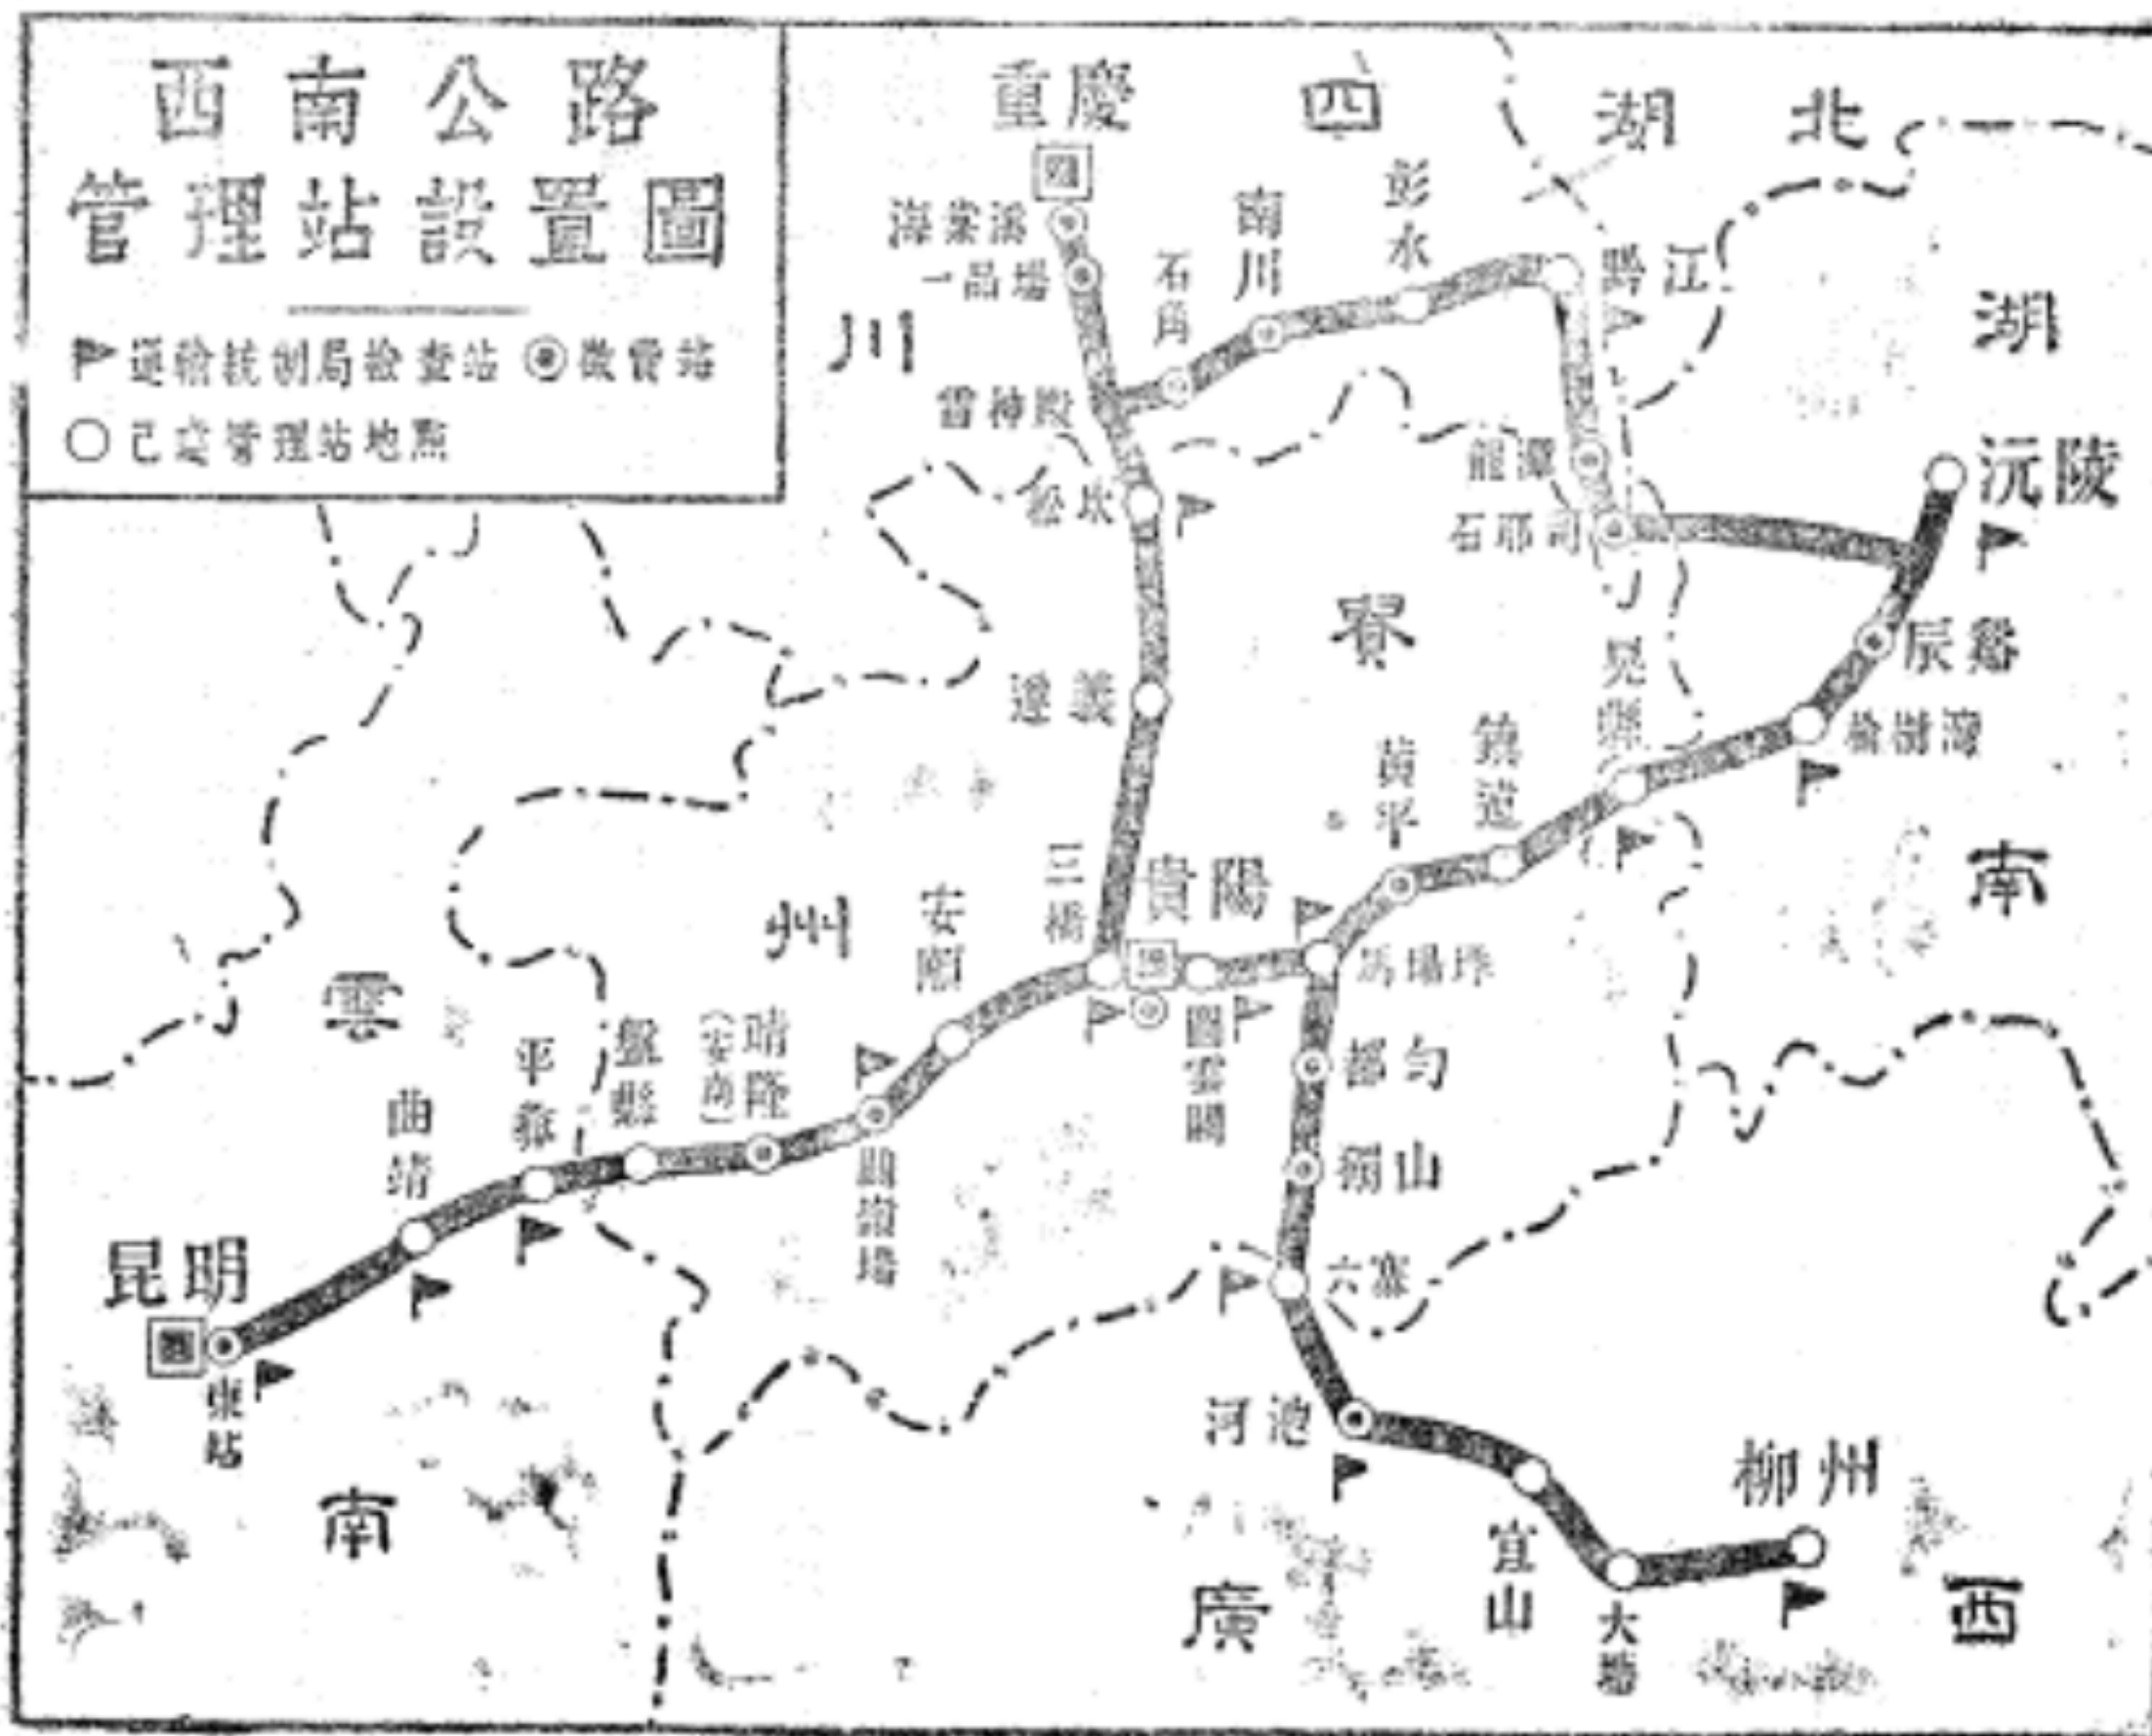 西南公路
管理站設置圖
運輸統制局檢查站 徵費站
已定管理站地點
重慶
四
湖北
海棠溪
一品場
石角
南川
彭水
黔江
川
湖
雷神殿
松坎
龍潭
石耶司
沅陵
遵義
辰谿
榆樹灣
晃縣
鎮遠
黃平
三橋
貴陽
馬場坪
圖雲關
州
安順
南
雲
平彝
盤縣
晴隆
(安南)
曲靖
都勻
獨山
昆明
東站
六寨
河池
南
宜山
大塘
柳州
廣
西